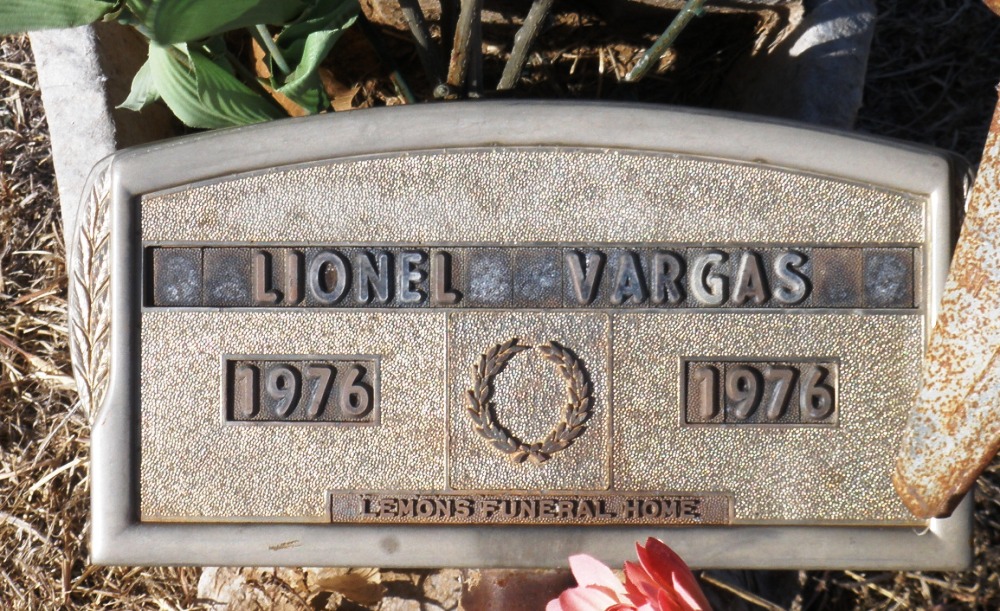 LIONEL VARGAS
1976 1976
LEMONS FUNERAL HOME